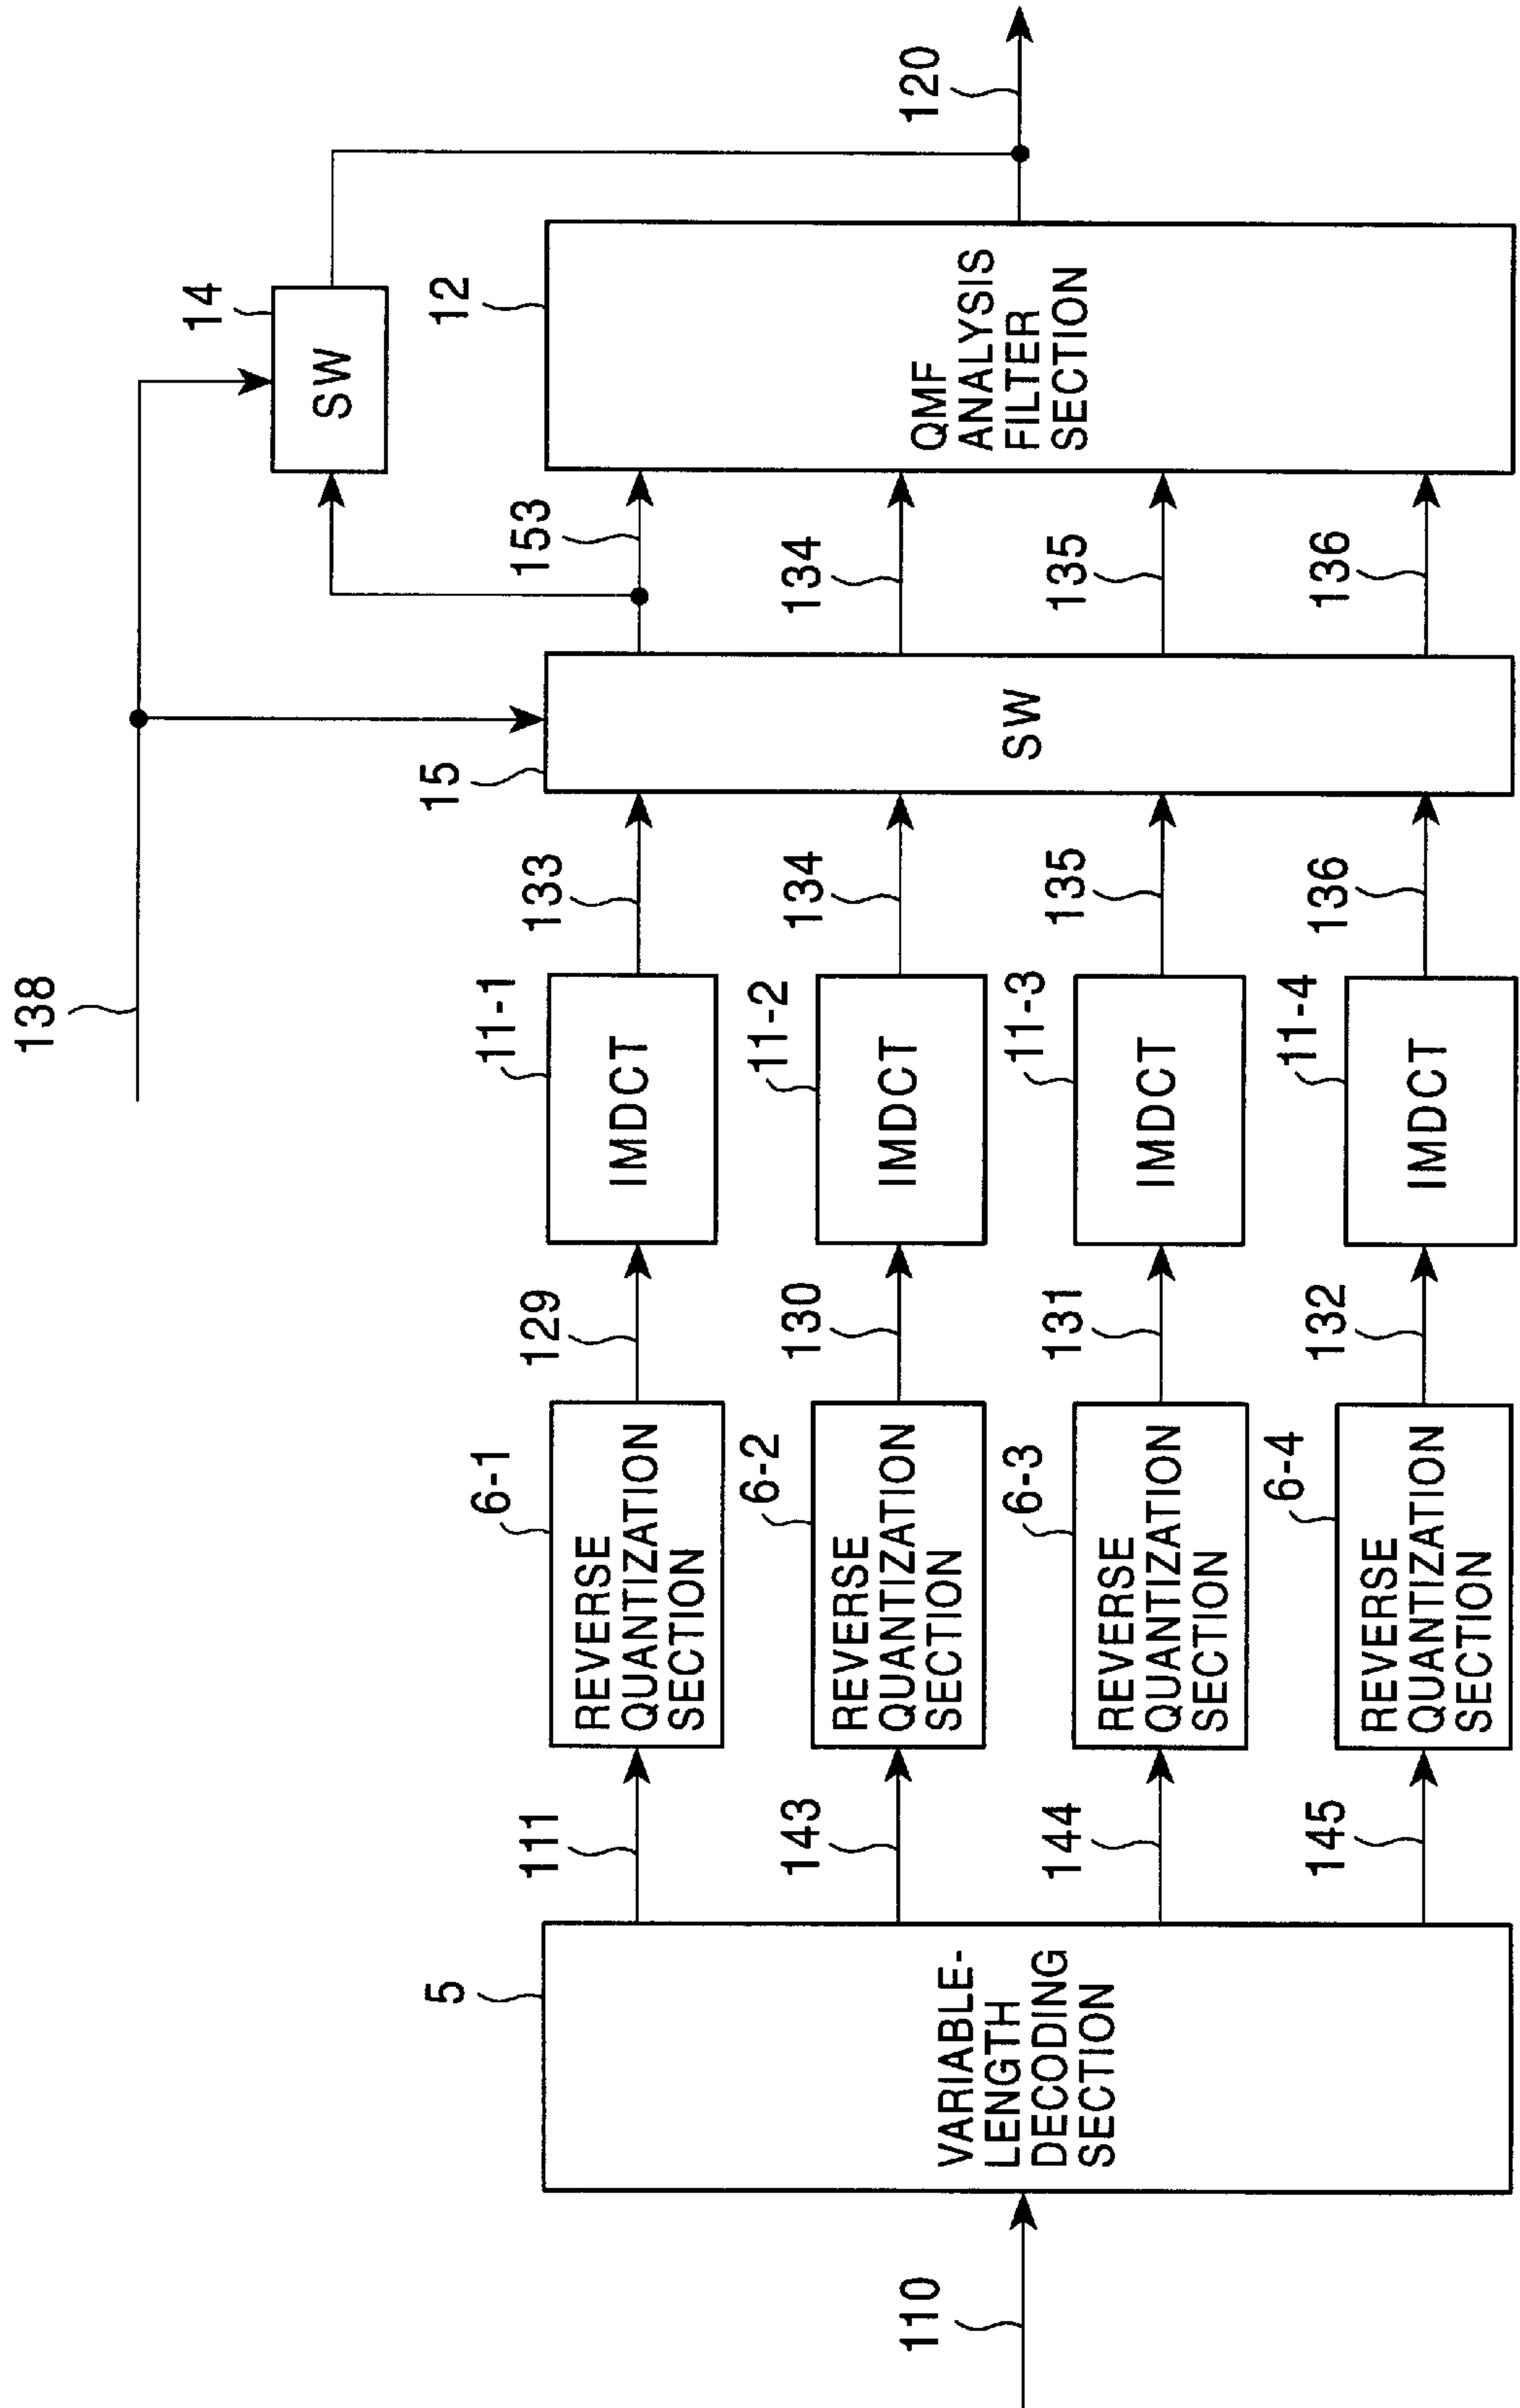 138
14
SW
15
12
120
110
5
VARIABLE-
LENGTH
DECODING
SECTION
111
6-1
REVERSE
QUANTIZATION
SECTION
129
11-1
IMDCT
133
SW
153
QMF
ANALYSIS
FILTER
SECTION
143
6-2
REVERSE
QUANTIZATION
SECTION
130
11-2
IMDCT
134
134
144
6-3
REVERSE
QUANTIZATION
SECTION
131
11-3
IMDCT
135
135
145
6-4
REVERSE
QUANTIZATION
SECTION
132
11-4
IMDCT
136
136